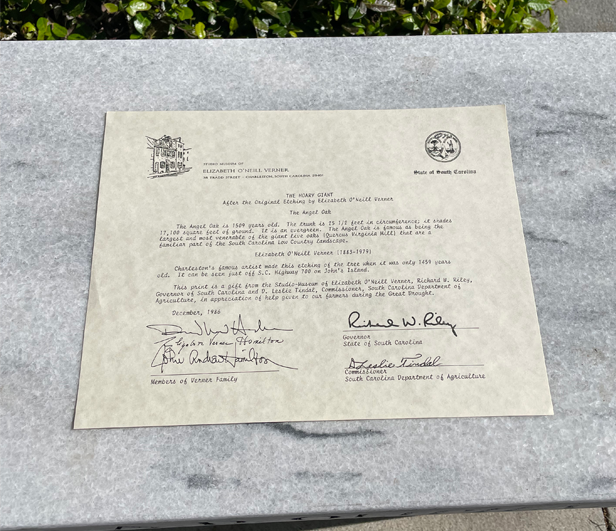 STUDIO MUSEUM OF
ELIZABETH O'NEILL VERNER
38 TRADD STREET · CHARLESTON, SOUTH CAROLINA 29401
State of South Carolina
THE HOARY GIANT
After the Original Etching by Elizabeth O'Neill Verner
The Angel Oak
The Angel Oak is 1509 years old. The trunk is 25 1/2 feet in circumference; it shades
17,100 square feet of ground. It is an evergreen. The Angel Oak is famous as being the
largest and most venerable of the giant live oaks (Quercus Virginia Mill) that are a
familiar part of the South Carolina Low Country landscape.
Elizabeth O'Neill Verner (1883-1979)
Charleston's famous artist made this etching of the tree when it was only 1459 years
old. It can be seen just off S.C. Highway 700 on John's Island.
This print is a gift from the Studio-Museum of Elizabeth O'Neill Verner, Richard W. Riley,
Governor of South Carolina and D. Leslie Tindal, Commissioner, South Carolina Department of
Agriculture, in appreciation of help given to our farmers during the Great Drought.
December, 1986
Richard W. Riley
Governor
State of South Carolina
Verner Hamilton
Andrew Hamilton
Members of Verner Family
D Leslie Tindal
Commissioner
South Carolina Department of Agriculture